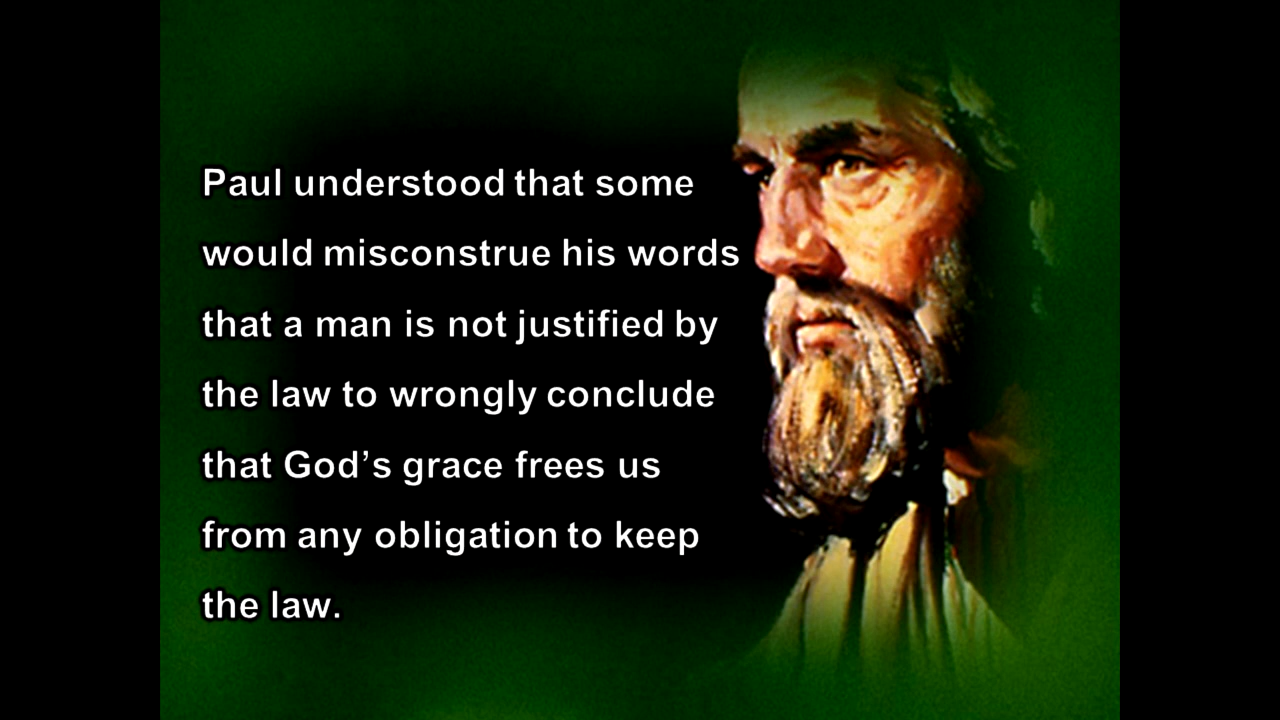 Paul understood that some
would misconstrue his words
that a man is not justified by
the law to wrongly conclude
that God’s grace frees us
from any obligation to keep
the law.